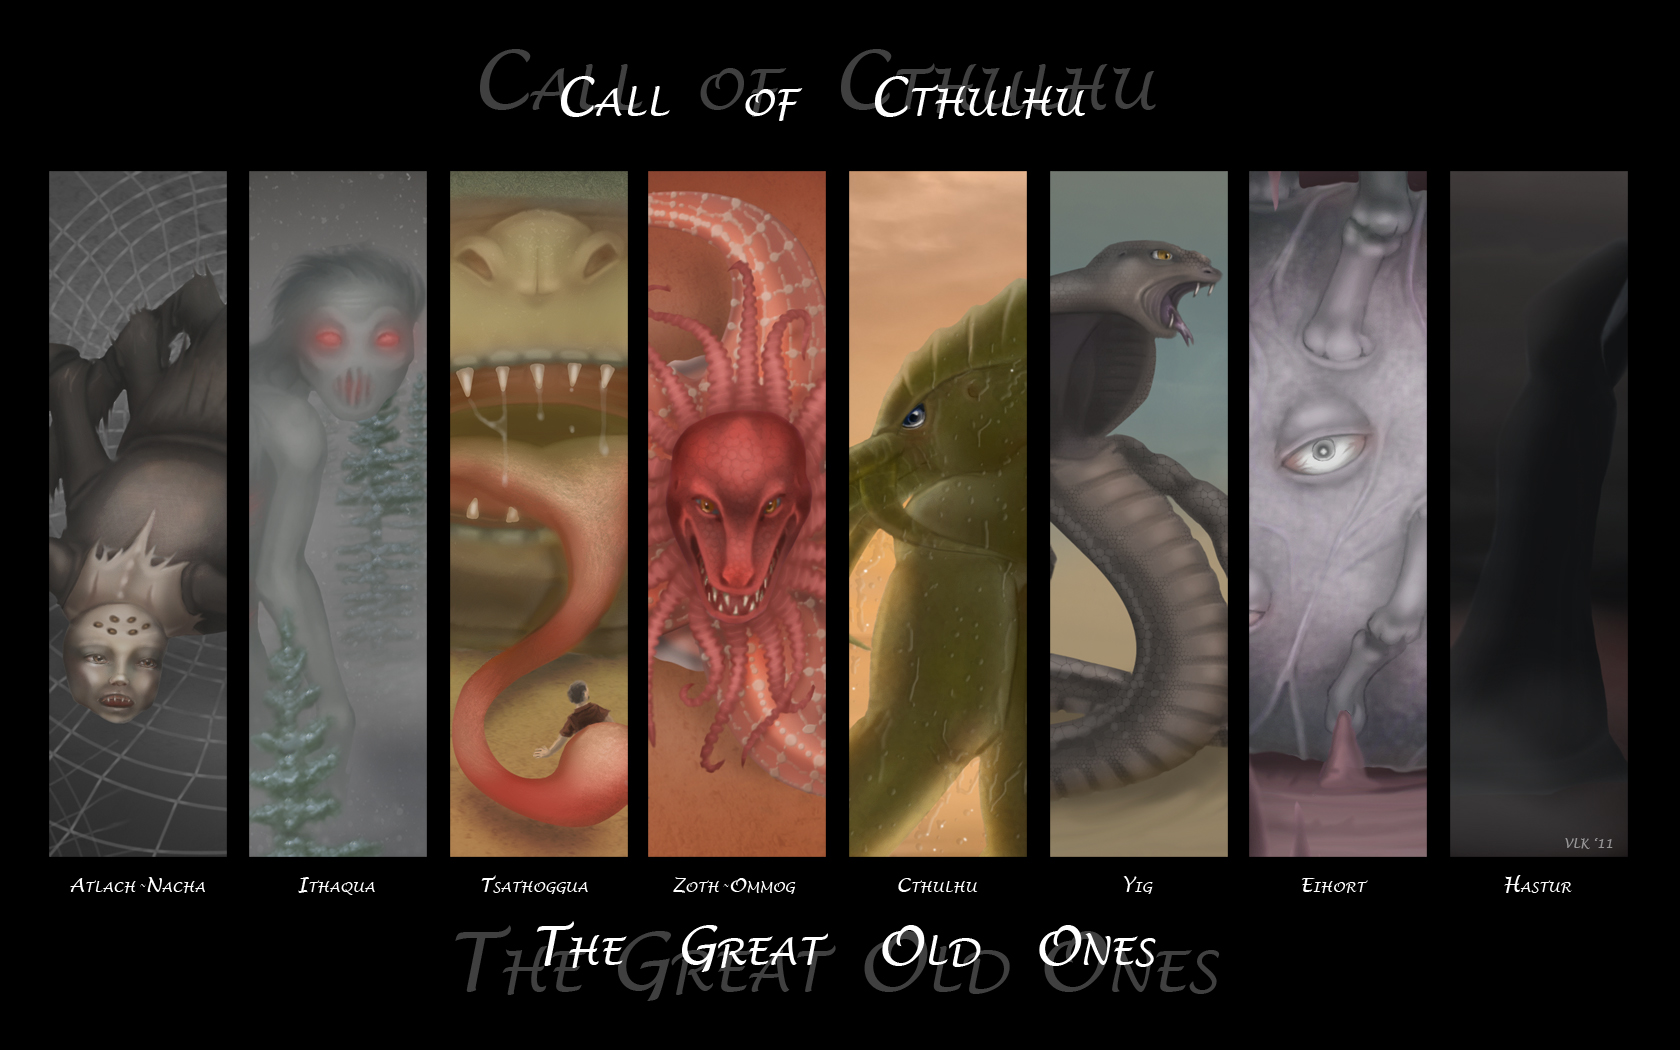 Call of Cthulhu
VLK '11
Atlach~Nacha
Ithaqua
Tsathoggua
Zoth~Ommog
Cthulhu
Yig
Eihort
Hastur
The Great Old Ones